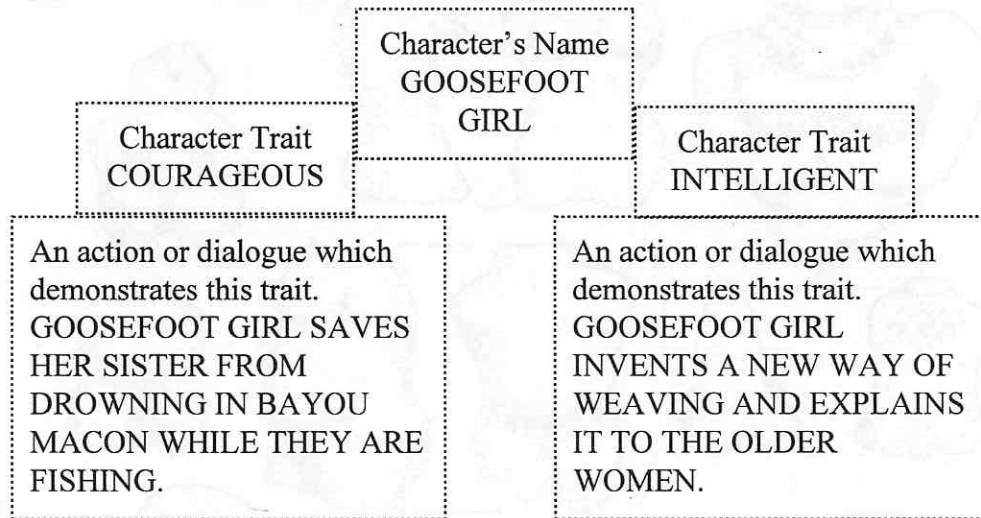 Character's Name
GOOSEFOOT
GIRL
Character Trait
COURAGEOUS
Character Trait
INTELLIGENT
An action or dialogue which
demonstrates this trait.
GOOSEFOOT GIRL SAVES
HER SISTER FROM
DROWNING IN BAYOU
MACON WHILE THEY ARE
FISHING.
An action or dialogue which
demonstrates this trait.
GOOSEFOOT GIRL
INVENTS A NEW WAY OF
WEAVING AND EXPLAINS
IT TO THE OLDER
WOMEN.